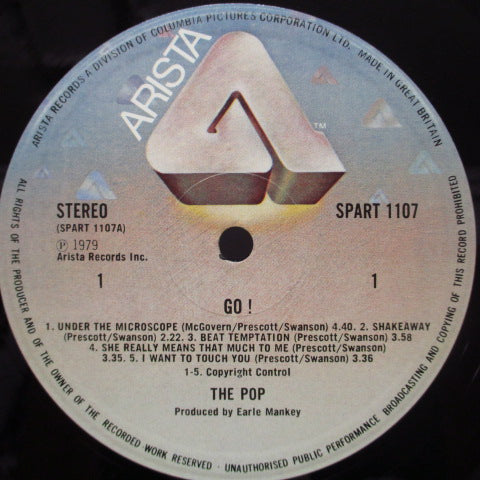 ARISTA RECORDS A DIVISION OF COLUMBIA PICTURES CORPORATION LTD. MADE IN GREAT BRITAIN
ARISTA
TM
STEREO
(SPART 1107A)
SPART 1107
℗ 1979
Arista Records Inc.
1
1
GO !
1. UNDER THE MICROSCOPE (McGovern/Prescott/Swanson) 4.40. 2. SHAKEAWAY
(Prescott/Swanson) 2.22. 3. BEAT TEMPTATION (Prescott/Swanson) 3.58
4. SHE REALLY MEANS THAT MUCH TO ME (Prescott/Swanson)
3.35. 5. I WANT TO TOUCH YOU (Prescott/Swanson) 3.36
1-5. Copyright Control
THE POP
Produced by Earle Mankey
ALL RIGHTS OF THE PRODUCER AND OF THE OWNER OF THE RECORDED WORK RESERVED · UNAUTHORISED PUBLIC PERFORMANCE BROADCASTING AND COPYING OF THIS RECORD PROHIBITED